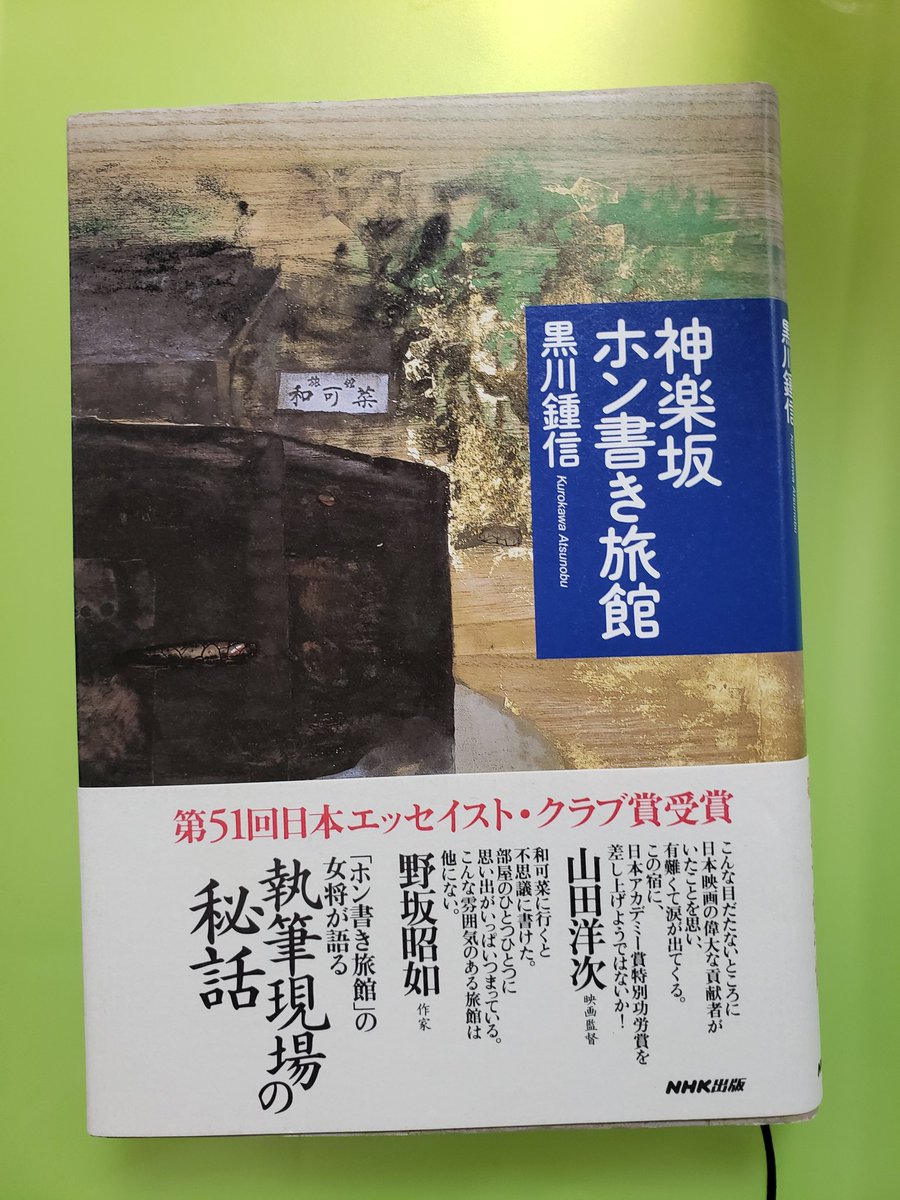 神楽坂
ホン書き旅館
黒川鍾信
Kurokawa Atsunobu
黒川鍾信
Kurokawa Atsunobu
旅館
和可菜
第51回日本エッセイスト・クラブ賞受賞
こんな目だたないところに
日本映画の偉大な貢献者が
いたことを思い、
有難くて涙が出てくる。
この宿に、
日本アカデミー賞特別功労賞を
差し上げようではないか!
山田洋次 映画監督
和可菜に行くと
不思議に書けた。
部屋のひとつひとつに
思い出がいっぱいつまっている。
こんな雰囲気のある旅館は
他にない。
野坂昭如 作家
「ホン書き旅館」の
女将が語る
執筆現場の
秘話
NHK出版